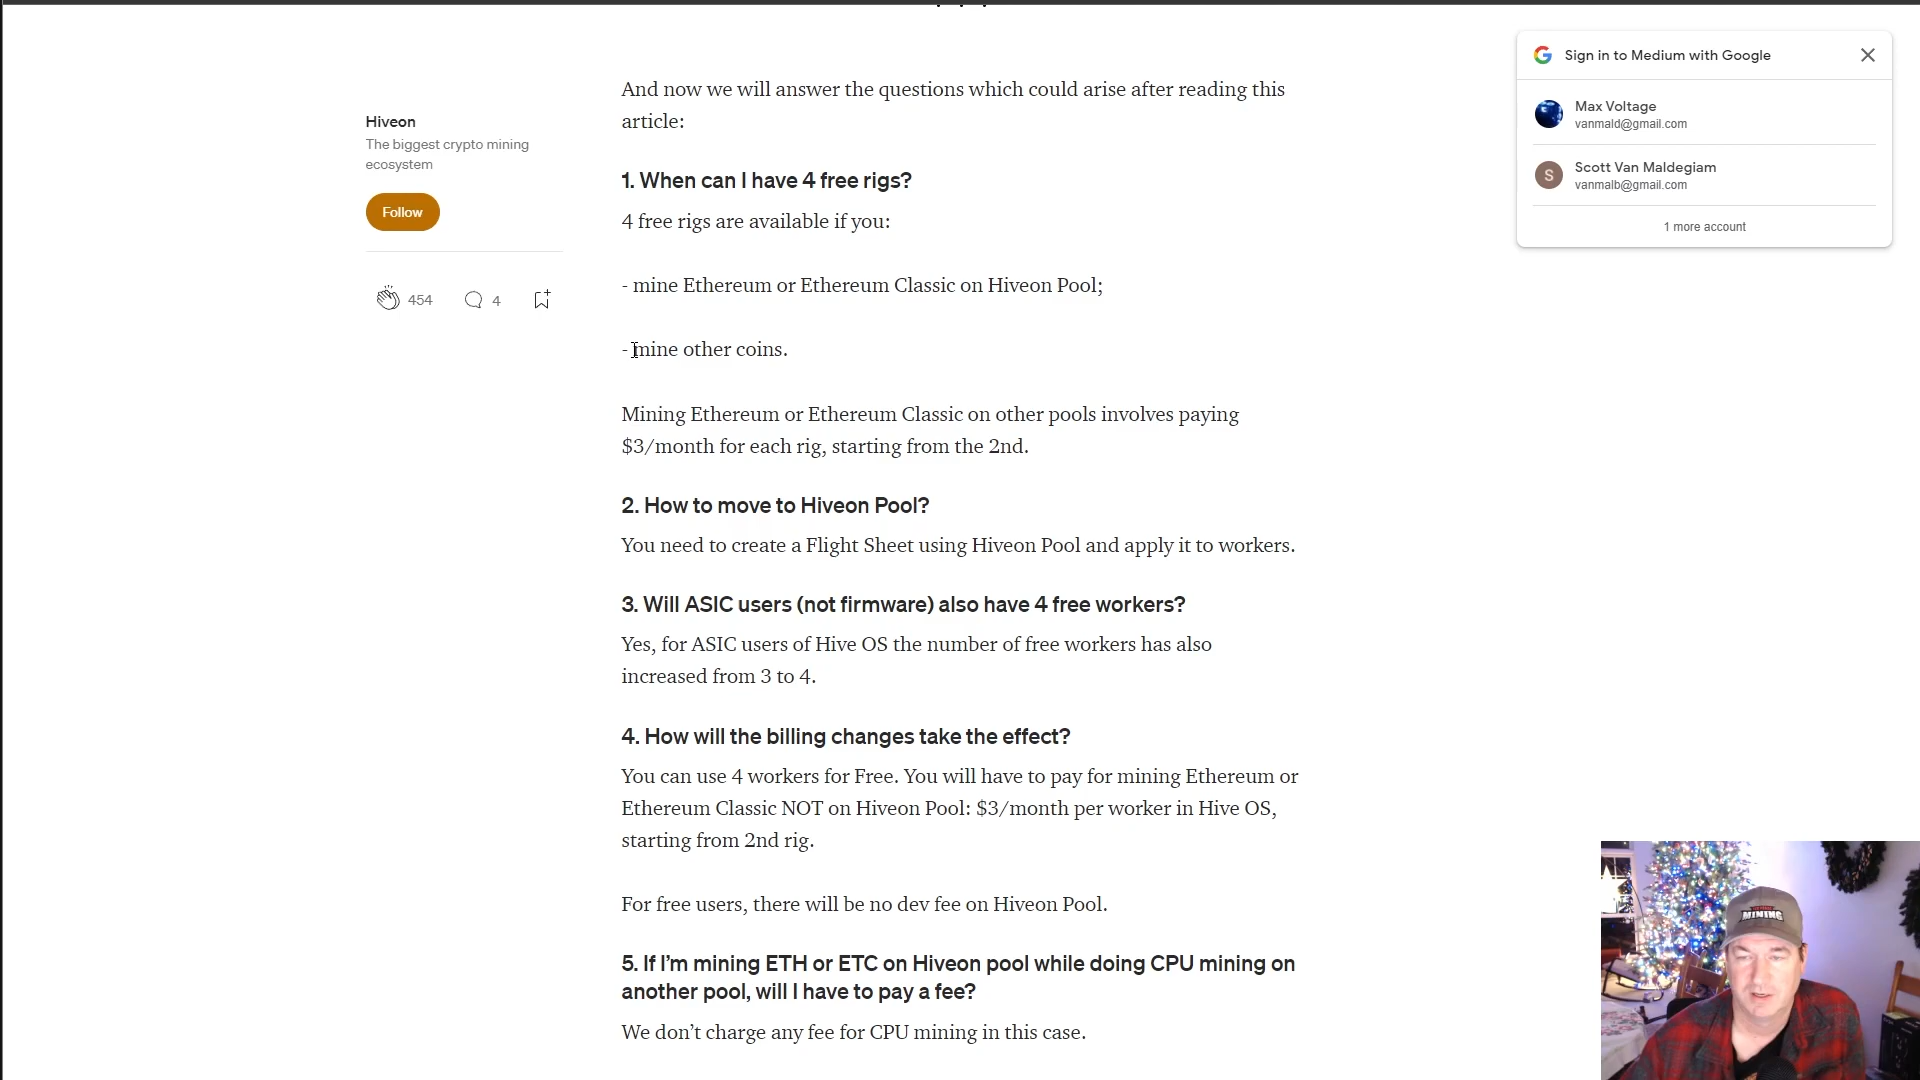 And now we will answer the questions which could arise after reading this
article:
Hiveon
The biggest crypto mining
ecosystem
Follow
454
4
1. When can I have 4 free rigs?
4 free rigs are available if you:
- mine Ethereum or Ethereum Classic on Hiveon Pool;
- mine other coins.
Mining Ethereum or Ethereum Classic on other pools involves paying
$3/month for each rig, starting from the 2nd.
2. How to move to Hiveon Pool?
You need to create a Flight Sheet using Hiveon Pool and apply it to workers.
3. Will ASIC users (not firmware) also have 4 free workers?
Yes, for ASIC users of Hive OS the number of free workers has also
increased from 3 to 4.
4. How will the billing changes take the effect?
You can use 4 workers for Free. You will have to pay for mining Ethereum or
Ethereum Classic NOT on Hiveon Pool: $3/month per worker in Hive OS,
starting from 2nd rig.
For free users, there will be no dev fee on Hiveon Pool.
5. If I'm mining ETH or ETC on Hiveon pool while doing CPU mining on
another pool, will I have to pay a fee?
We don't charge any fee for CPU mining in this case.
Sign in to Medium with Google
Max Voltage
vanmald@gmail.com
S
Scott Van Maldegiam
vanmalb@gmail.com
1 more account
MINING